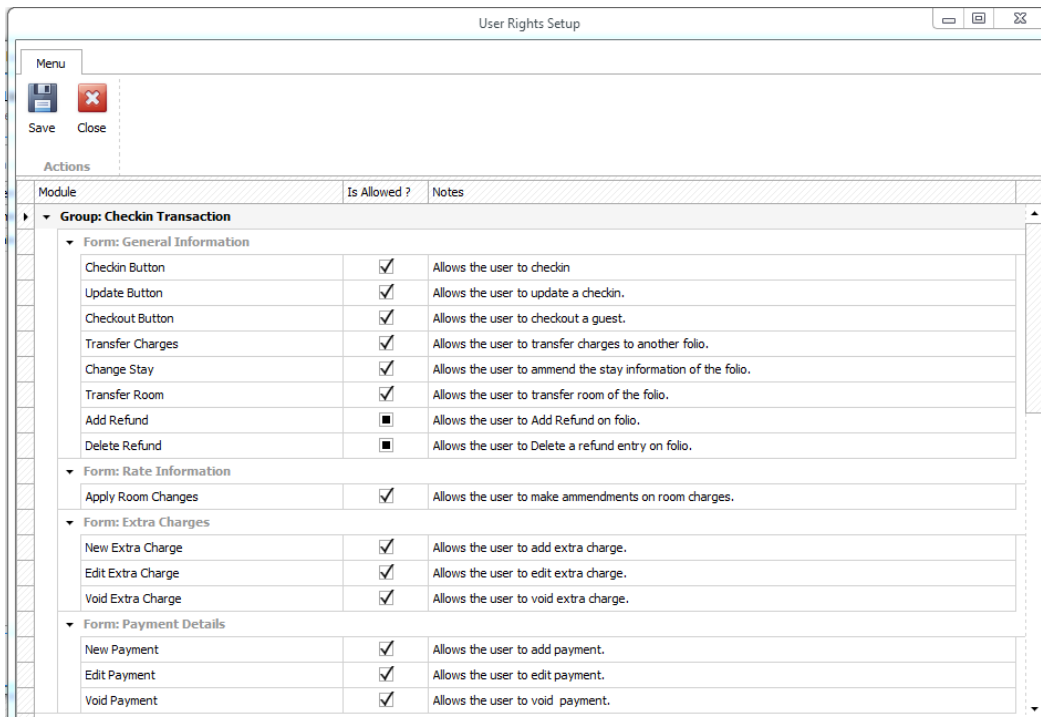 User Rights Setup
Menu
Save Close
Actions
Module Is Allowed ? Notes
Group: Checkin Transaction
Form: General Information
Checkin Button Allows the user to checkin
Update Button Allows the user to update a checkin.
Checkout Button Allows the user to checkout a guest.
Transfer Charges Allows the user to transfer charges to another folio.
Change Stay Allows the user to ammend the stay information of the folio.
Transfer Room Allows the user to transfer room of the folio.
Add Refund Allows the user to Add Refund on folio.
Delete Refund Allows the user to Delete a refund entry on folio.
Form: Rate Information
Apply Room Changes Allows the user to make ammendments on room charges.
Form: Extra Charges
New Extra Charge Allows the user to add extra charge.
Edit Extra Charge Allows the user to edit extra charge.
Void Extra Charge Allows the user to void extra charge.
Form: Payment Details
New Payment Allows the user to add payment.
Edit Payment Allows the user to edit payment.
Void Payment Allows the user to void  payment.